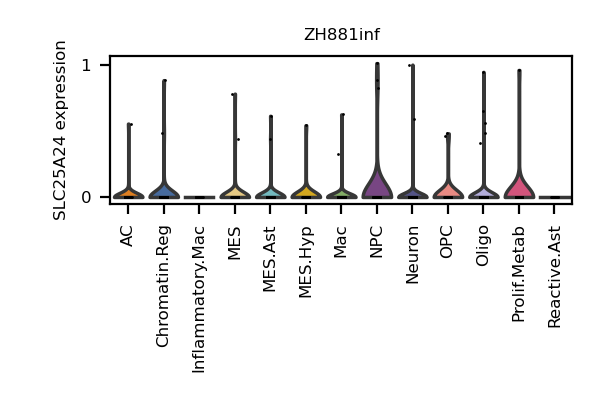 ZH881inf
SLC25A24 expression
1
0
AC
Chromatin.Reg
Inflammatory.Mac
MES
MES.Ast
MES.Hyp
Mac
NPC
Neuron
OPC
Oligo
Prolif.Metab
Reactive.Ast